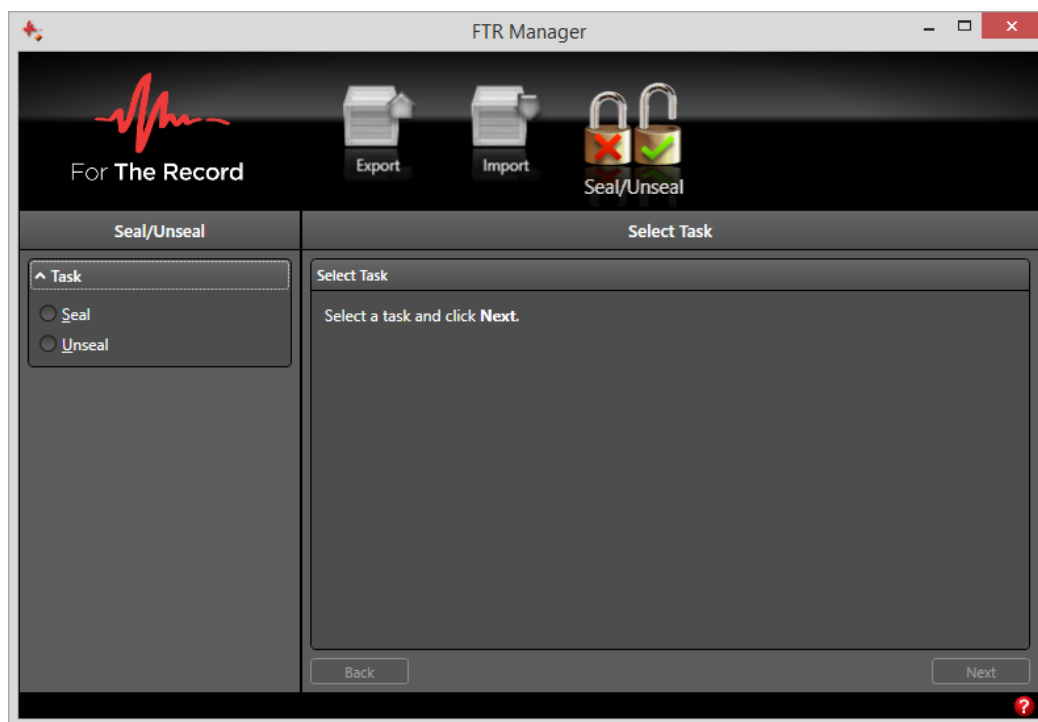 FTR Manager
For The Record
Export
Import
Seal/Unseal
Seal/Unseal
Select Task
Task
Select Task
Seal
Select a task and click Next.
Unseal
Back
Next
?